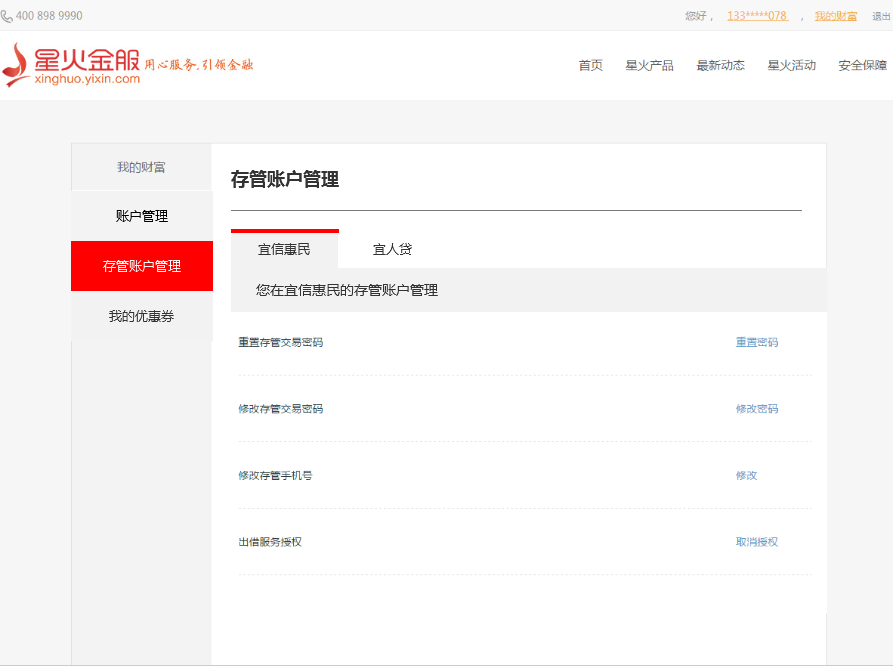 400 898 9990
您好， 133*****078 ， 我的财富 退出
星火金服
xinghuo.yixin.com
用心服务,引领金融
首页 星火产品 最新动态 星火活动 安全保障
我的财富
账户管理
存管账户管理
我的优惠券
存管账户管理
宜信惠民 宜人贷
您在宜信惠民的存管账户管理
重置存管交易密码 重置密码
修改存管交易密码 修改密码
修改存管手机号 修改
出借服务授权 取消授权